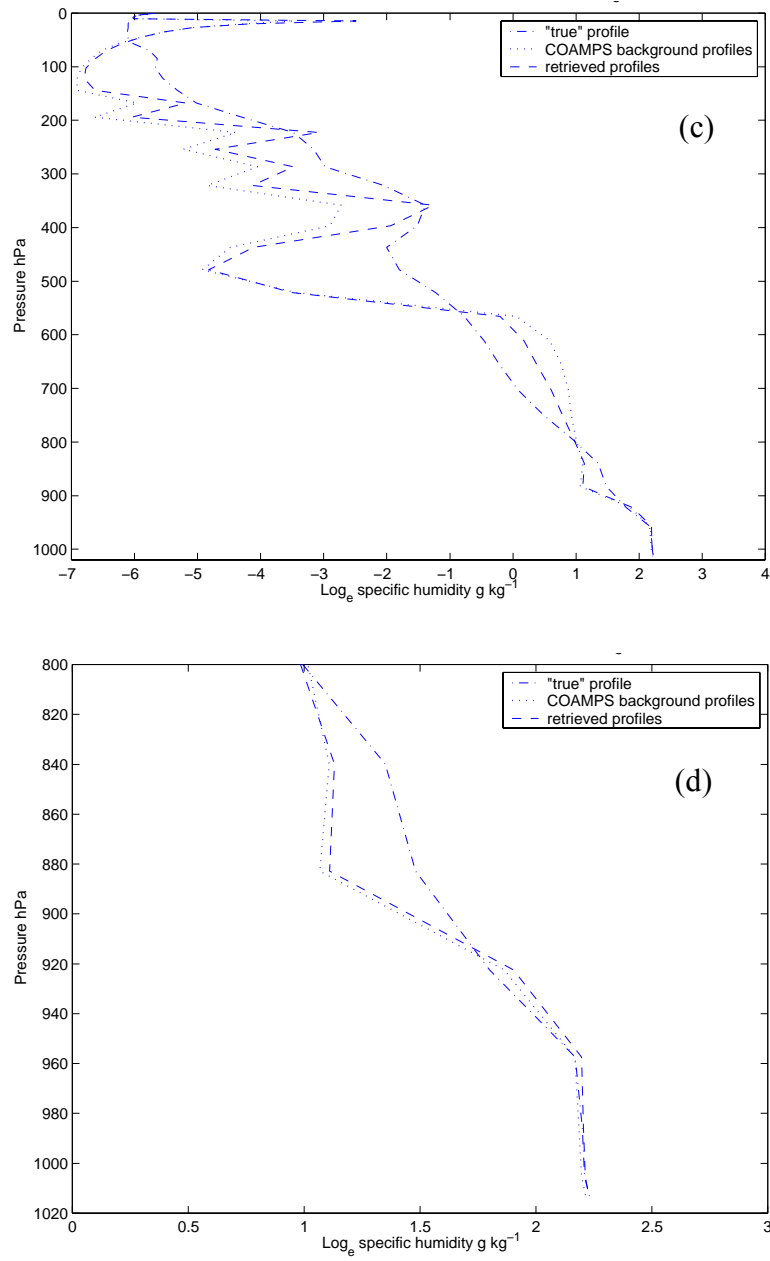 0
100
200
300
400
500
600
700
800
900
1000
Pressure hPa
"true" profile
COAMPS background profiles
retrieved profiles
(c)
−7 −6 −5 −4 −3 −2 −1 0 1 2 3 4
Log_e specific humidity g kg⁻¹
800
820
840
860
880
900
920
940
960
980
1000
1020
Pressure hPa
"true" profile
COAMPS background profiles
retrieved profiles
(d)
0 0.5 1 1.5 2 2.5 3
Log_e specific humidity g kg⁻¹